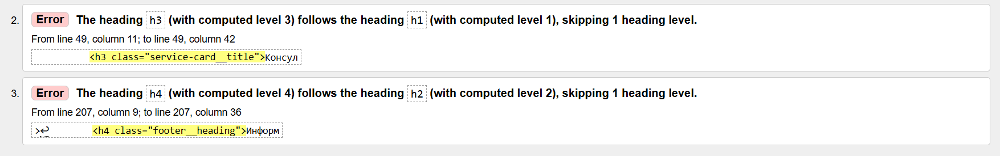 2. Error The heading h3 (with computed level 3) follows the heading h1 (with computed level 1), skipping 1 heading level.
From line 49, column 11; to line 49, column 42
<h3 class="service-card__title">Консул
3. Error The heading h4 (with computed level 4) follows the heading h2 (with computed level 2), skipping 1 heading level.
From line 207, column 9; to line 207, column 36
>↩ <h4 class="footer__heading">Информ